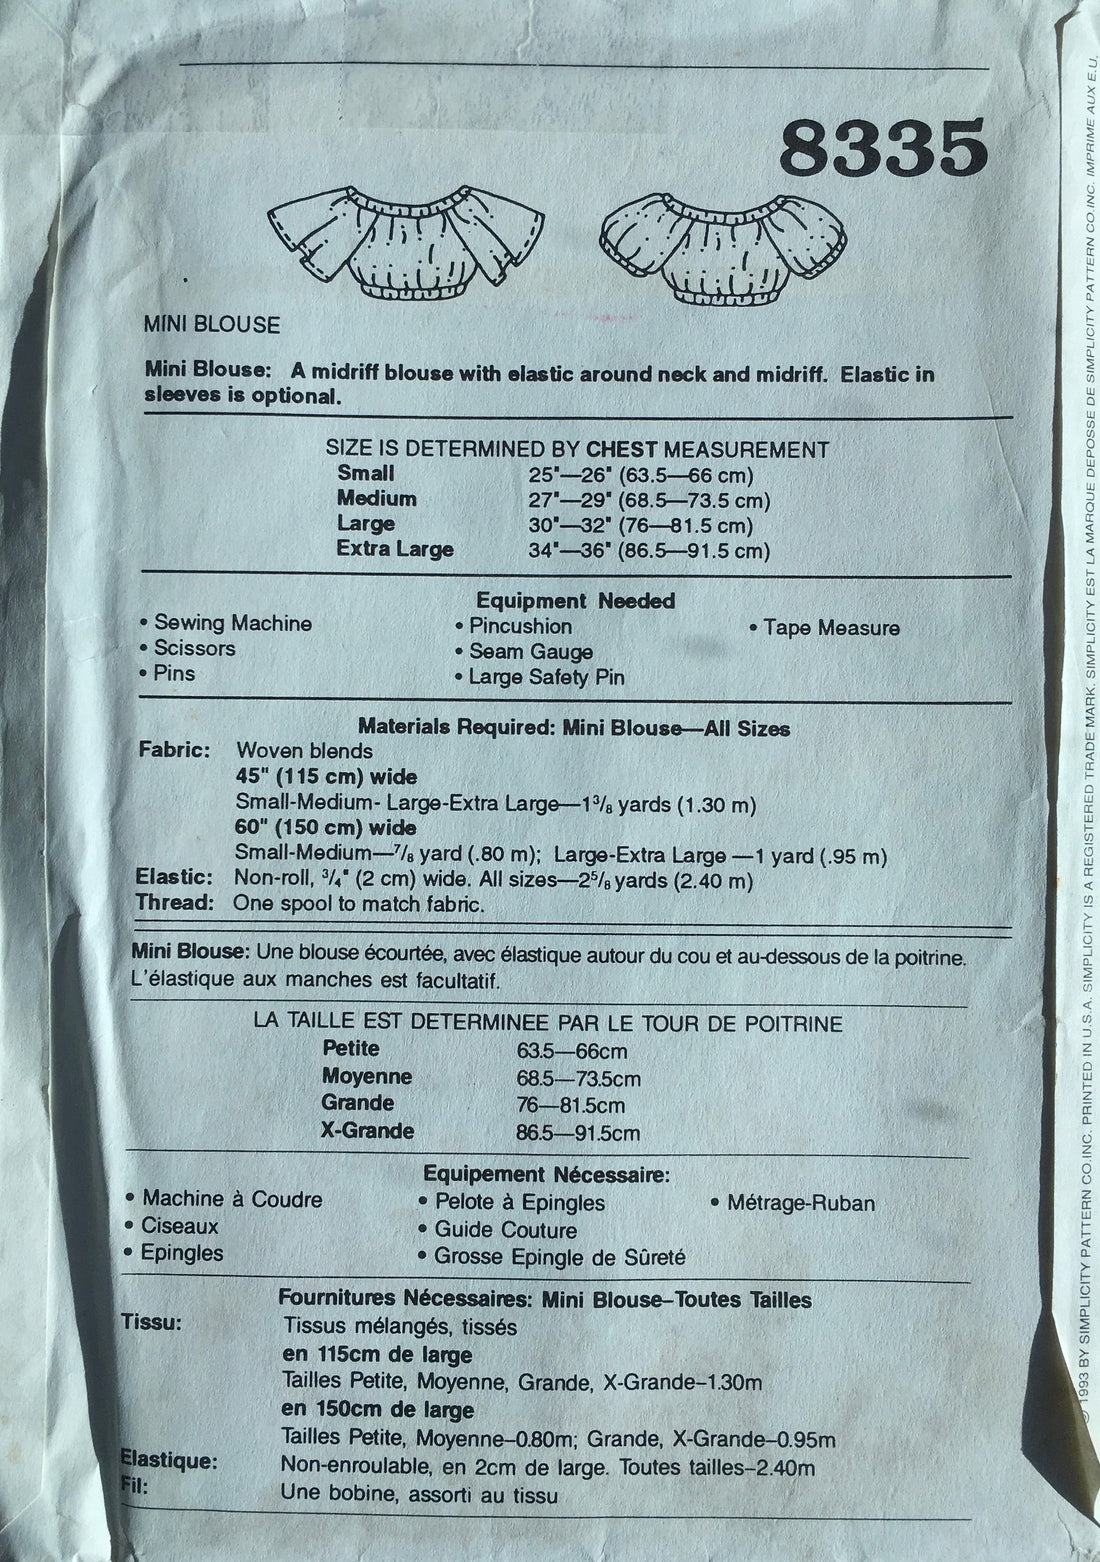 8335
MINI BLOUSE
Mini Blouse: A midriff blouse with elastic around neck and midriff. Elastic in
sleeves is optional.
SIZE IS DETERMINED BY CHEST MEASUREMENT
Small 25"—26" (63.5—66 cm)
Medium 27"—29" (68.5—73.5 cm)
Large 30"—32" (76—81.5 cm)
Extra Large 34"—36" (86.5—91.5 cm)
Equipment Needed
• Sewing Machine • Pincushion • Tape Measure
• Scissors • Seam Gauge
• Pins • Large Safety Pin
Materials Required: Mini Blouse—All Sizes
Fabric: Woven blends
45" (115 cm) wide
Small-Medium- Large-Extra Large—1 3/8 yards (1.30 m)
60" (150 cm) wide
Small-Medium—7/8 yard (.80 m); Large-Extra Large —1 yard (.95 m)
Elastic: Non-roll, 3/4" (2 cm) wide. All sizes—2 5/8 yards (2.40 m)
Thread: One spool to match fabric.
Mini Blouse: Une blouse écourtée, avec élastique autour du cou et au-dessous de la poitrine.
L'élastique aux manches est facultatif.
LA TAILLE EST DETERMINEE PAR LE TOUR DE POITRINE
Petite 63.5—66cm
Moyenne 68.5—73.5cm
Grande 76—81.5cm
X-Grande 86.5—91.5cm
Equipement Nécessaire:
• Machine à Coudre • Pelote à Epingles • Métrage-Ruban
• Ciseaux • Guide Couture
• Epingles • Grosse Epingle de Sûreté
Fournitures Nécessaires: Mini Blouse–Toutes Tailles
Tissu: Tissus mélangés, tissés
en 115cm de large
Tailles Petite, Moyenne, Grande, X-Grande–1.30m
en 150cm de large
Tailles Petite, Moyenne–0.80m; Grande, X-Grande–0.95m
Elastique: Non-enroulable, en 2cm de large. Toutes tailles–2.40m
Fil: Une bobine, assorti au tissu
© 1993 BY SIMPLICITY PATTERN CO.INC. PRINTED IN U.S.A. SIMPLICITY IS A REGISTERED TRADE MARK. SIMPLICITY EST LA MARQUE DEPOSSE DE SIMPLICITY PATTERN CO.INC. IMPRIME AUX E.U.